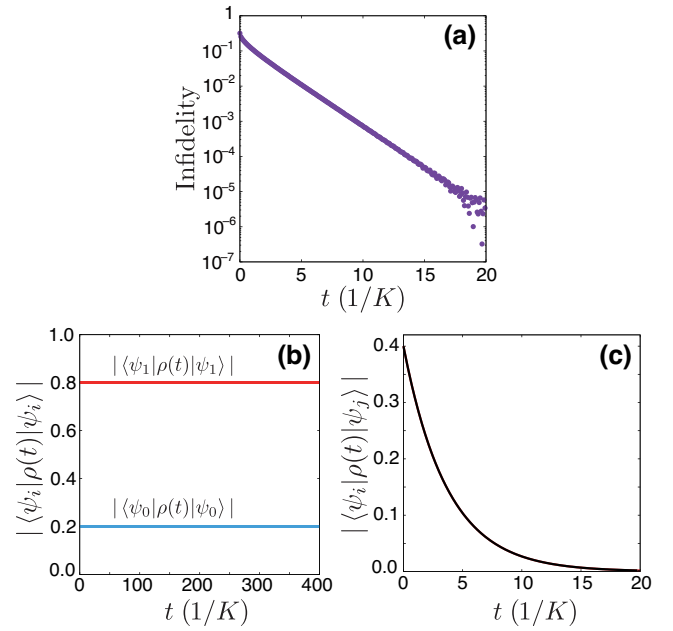 (a)
Infidelity
1
10⁻¹
10⁻²
10⁻³
10⁻⁴
10⁻⁵
10⁻⁶
10⁻⁷
0 5 10 15 20
t (1/K)
(b)
|⟨ψᵢ|ρ(t)|ψᵢ⟩|
1.0
0.8
0.6
0.4
0.2
0.0
|⟨ψ₁|ρ(t)|ψ₁⟩|
|⟨ψ₀|ρ(t)|ψ₀⟩|
0 100 200 300 400
t (1/K)
(c)
|⟨ψᵢ|ρ(t)|ψⱼ⟩|
0.4
0.3
0.2
0.1
0.0
0 5 10 15 20
t (1/K)